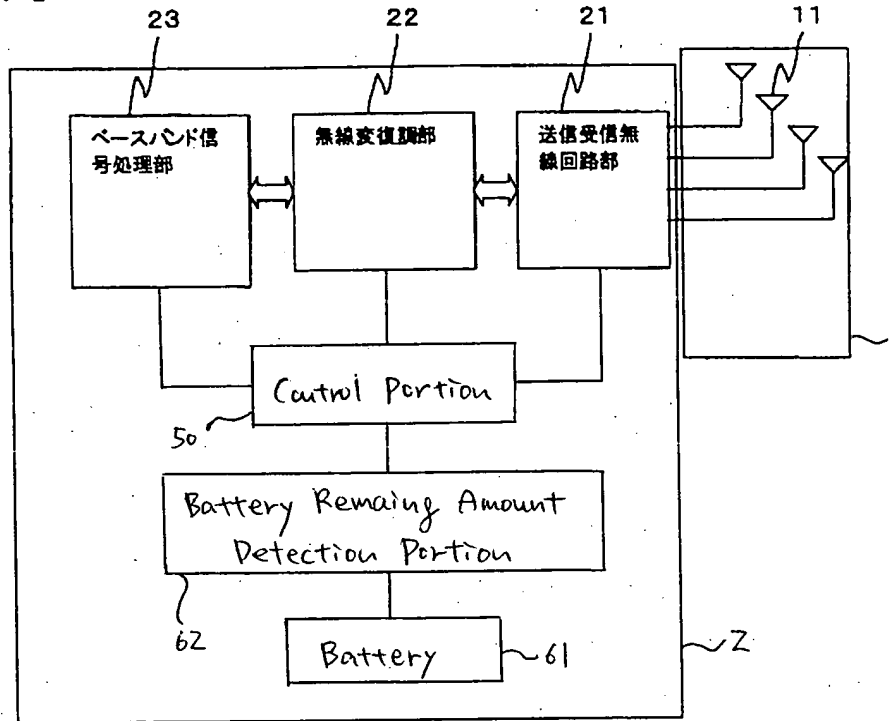 23
22
21
11
ベースバンド信
号処理部
無線変復調部
送信受信無
線回路部
Control Portion
50
Battery Remaing Amount
Detection Portion
62
Battery
61
2